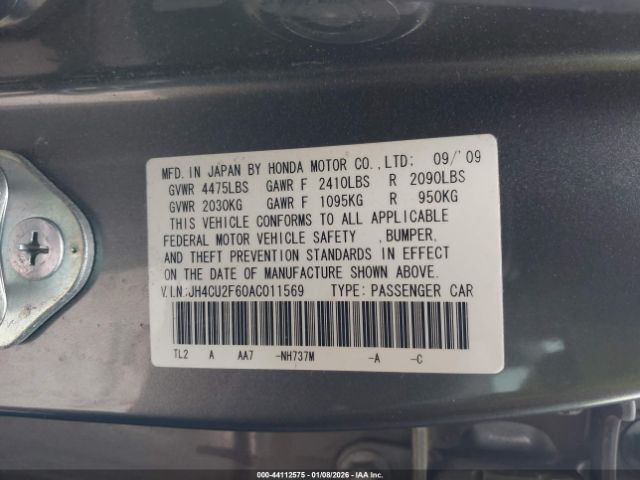 MFD. IN JAPAN BY HONDA MOTOR CO.,LTD: 09/'09
GVWR 4475LBS GAWR F 2410LBS R 2090LBS
GVWR 2030KG GAWR F 1095KG R 950KG
THIS VEHICLE CONFORMS TO ALL APPLICABLE
FEDERAL MOTOR VEHICLE SAFETY ,BUMPER,
AND THEFT PREVENTION STANDARDS IN EFFECT
ON THE DATE OF MANUFACTURE SHOWN ABOVE.
V.I.N:JH4CU2F60AC011569 TYPE: PASSENGER CAR
TL2 A AA7 -NH737M -A -C
000-44112575 | 01/08/2026 - © IAA Inc.